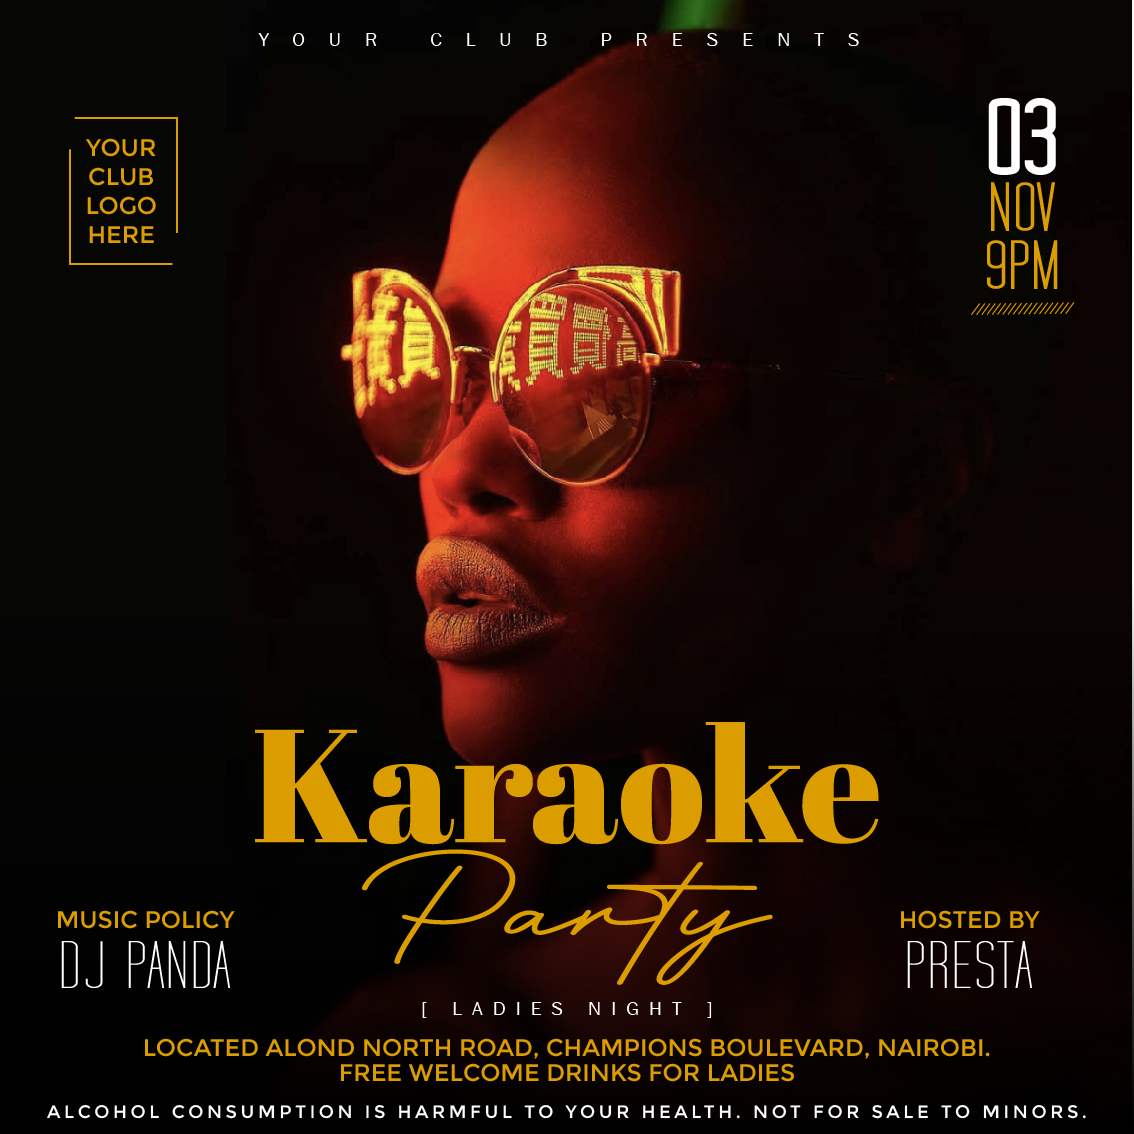 YOUR CLUB PRESENTS
YOUR
CLUB
LOGO
HERE
03
NOV
9PM
Karaoke
Party
MUSIC POLICY
DJ PANDA
HOSTED BY
PRESTA
[ LADIES NIGHT ]
LOCATED ALOND NORTH ROAD, CHAMPIONS BOULEVARD, NAIROBI.
FREE WELCOME DRINKS FOR LADIES
ALCOHOL CONSUMPTION IS HARMFUL TO YOUR HEALTH. NOT FOR SALE TO MINORS.